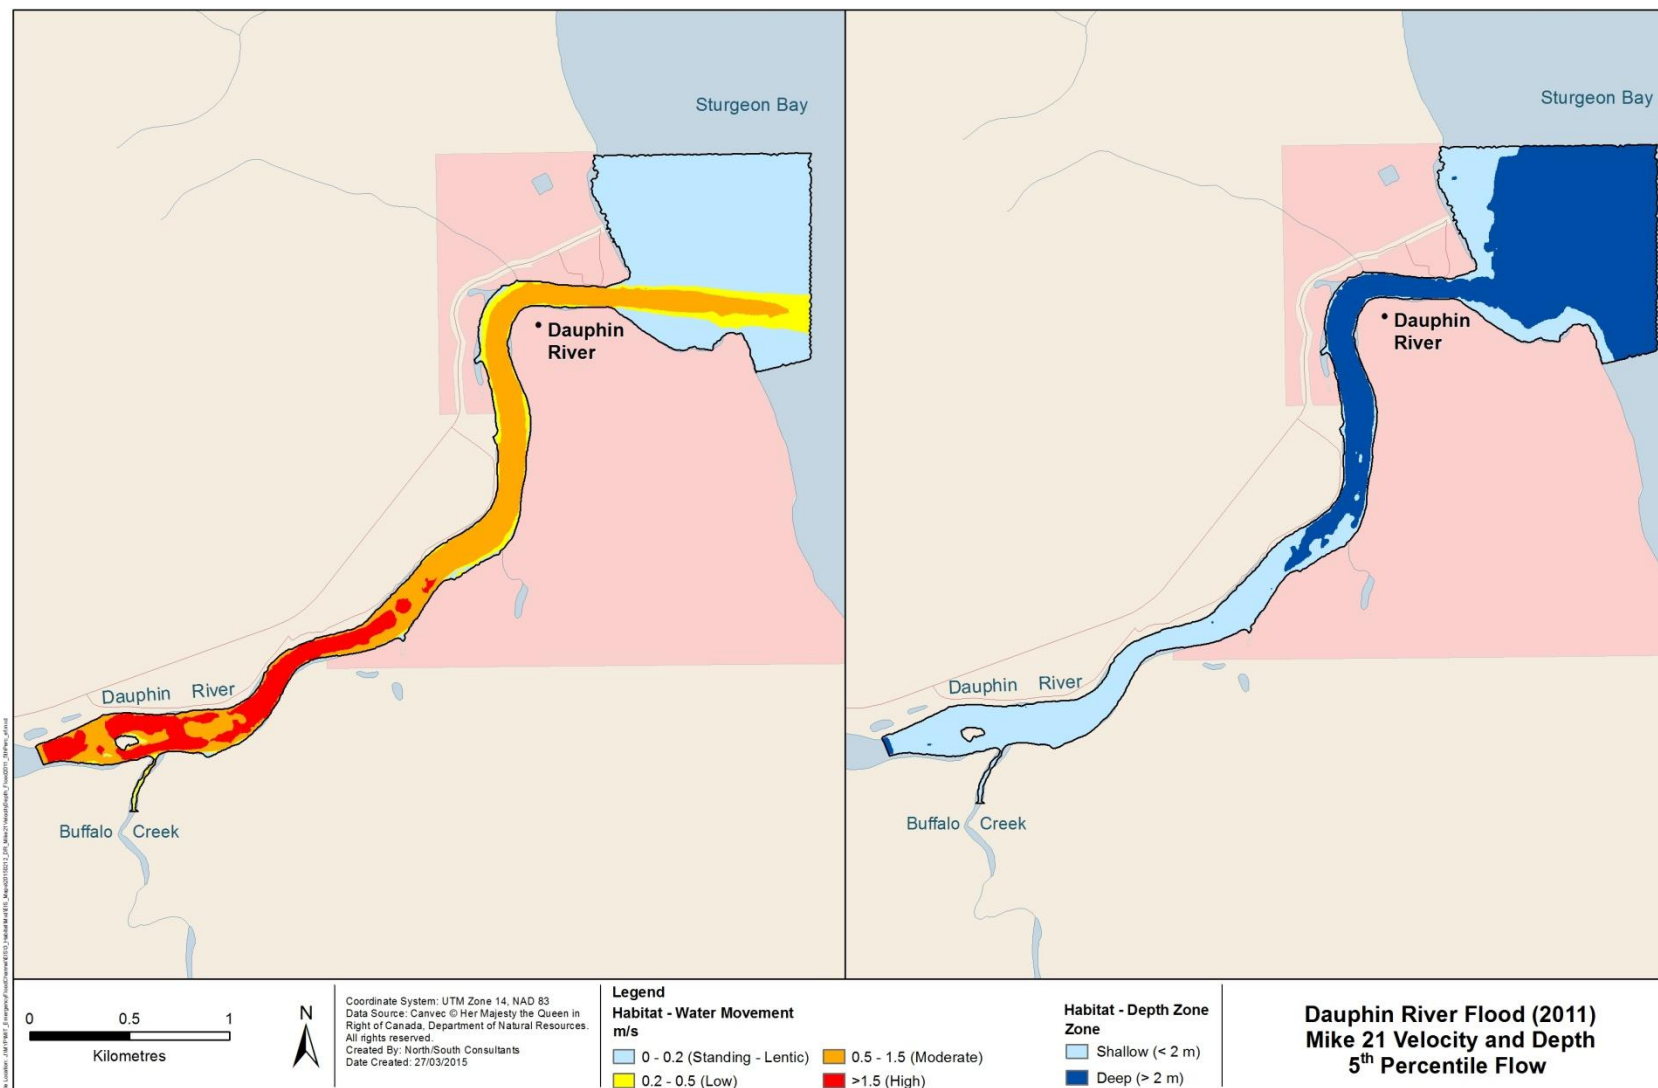 Sturgeon Bay
Dauphin
River
Dauphin River
Buffalo Creek
Sturgeon Bay
Dauphin
River
Dauphin River
Buffalo Creek
0 0.5 1
Kilometres
N
Coordinate System: UTM Zone 14, NAD 83
Data Source: Canvec © Her Majesty the Queen in
Right of Canada, Department of Natural Resources.
All rights reserved.
Created By: North/South Consultants
Date Created: 27/03/2015
Legend
Habitat - Water Movement
m/s
0 - 0.2 (Standing - Lentic)
0.2 - 0.5 (Low)
0.5 - 1.5 (Moderate)
>1.5 (High)
Habitat - Depth Zone
Zone
Shallow (< 2 m)
Deep (> 2 m)
Dauphin River Flood (2011)
Mike 21 Velocity and Depth
5th Percentile Flow